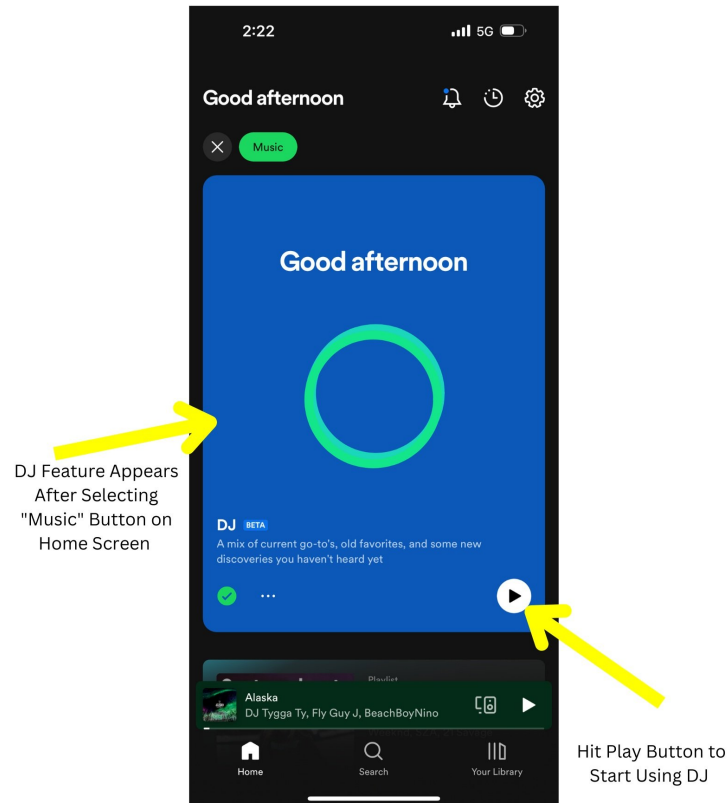 2:22
5G
Good afternoon
Music
Good afternoon
DJ Feature Appears
After Selecting
"Music" Button on
Home Screen
DJ BETA
A mix of current go-to's, old favorites, and some new
discoveries you haven't heard yet
Playlist
Alaska
DJ Tygga Ty, Fly Guy J, BeachBoyNino
Home
Search
Your Library
Hit Play Button to
Start Using DJ